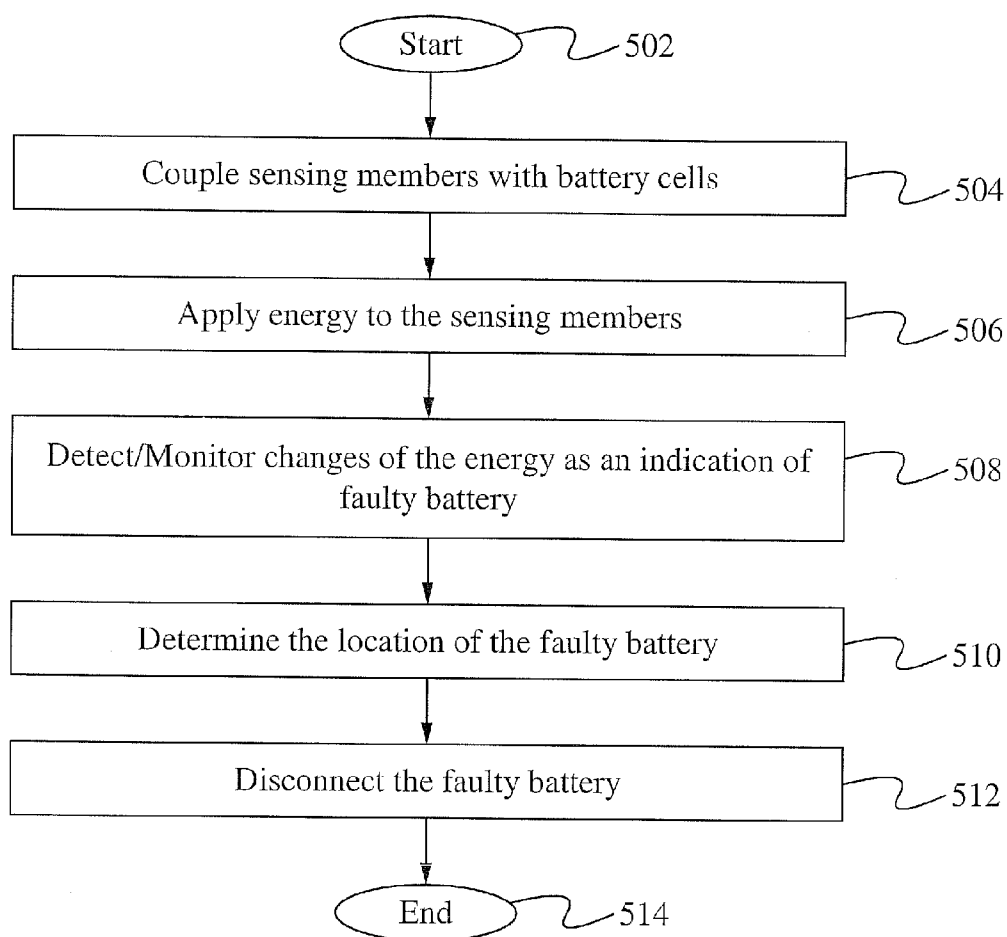 Start
502
Couple sensing members with battery cells
504
Apply energy to the sensing members
506
Detect/Monitor changes of the energy as an indication of
faulty battery
508
Determine the location of the faulty battery
510
Disconnect the faulty battery
512
End
514